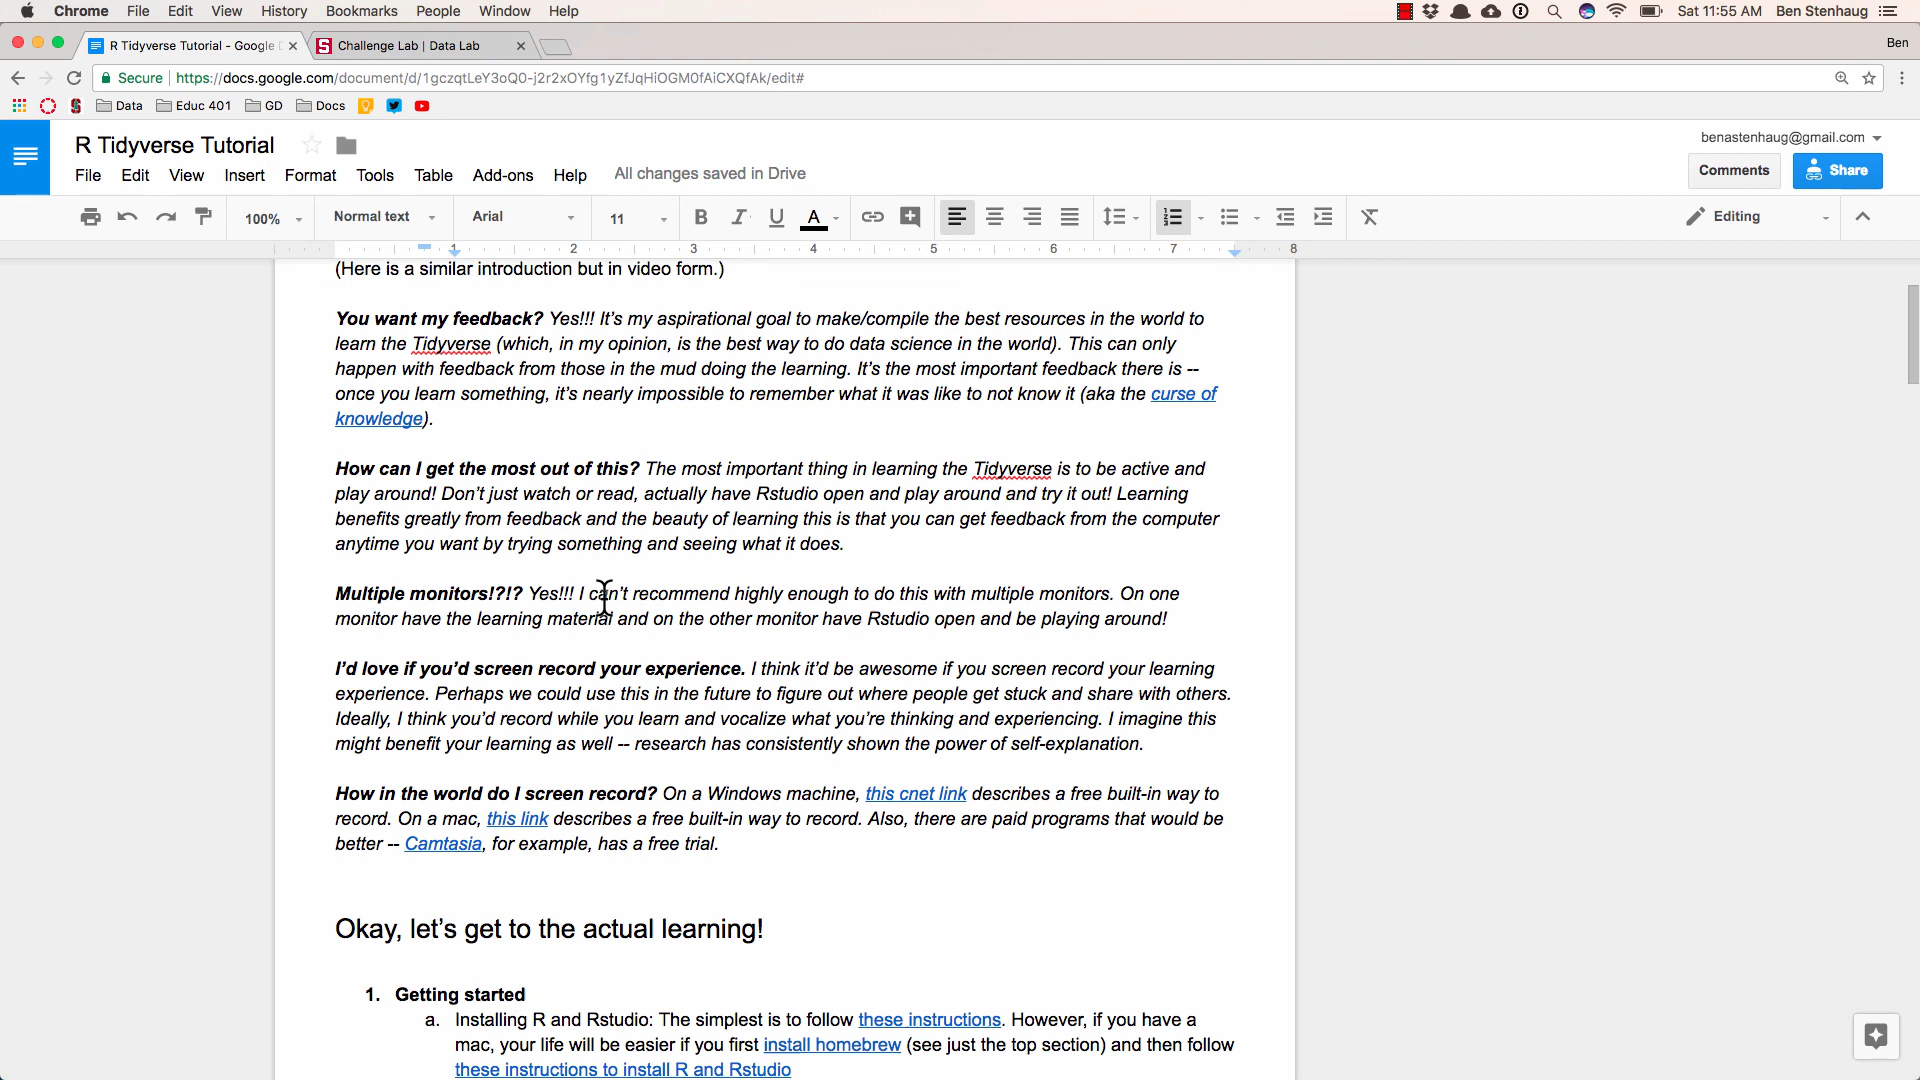 Chrome File Edit View History Bookmarks People Window Help Sat 11:55 AM Ben Stenhaug
R Tidyverse Tutorial - Google D Challenge Lab | Data Lab Ben
Secure | https://docs.google.com/document/d/1gczqtLeY3oQ0-j2r2xOYfg1yZfJqHiOGM0fAiCXQfAk/edit#
Data Educ 401 GD Docs
R Tidyverse Tutorial benastenhaug@gmail.com
File Edit View Insert Format Tools Table Add-ons Help All changes saved in Drive Comments Share
100% Normal text Arial 11 B I U A Editing
1 2 3 4 5 6 7 8
(Here is a similar introduction but in video form.)
You want my feedback? Yes!!! It's my aspirational goal to make/compile the best resources in the world to
learn the Tidyverse (which, in my opinion, is the best way to do data science in the world). This can only
happen with feedback from those in the mud doing the learning. It's the most important feedback there is --
once you learn something, it's nearly impossible to remember what it was like to not know it (aka the curse of
knowledge).
How can I get the most out of this? The most important thing in learning the Tidyverse is to be active and
play around! Don't just watch or read, actually have Rstudio open and play around and try it out! Learning
benefits greatly from feedback and the beauty of learning this is that you can get feedback from the computer
anytime you want by trying something and seeing what it does.
Multiple monitors!?!? Yes!!! I can't recommend highly enough to do this with multiple monitors. On one
monitor have the learning material and on the other monitor have Rstudio open and be playing around!
I'd love if you'd screen record your experience. I think it'd be awesome if you screen record your learning
experience. Perhaps we could use this in the future to figure out where people get stuck and share with others.
Ideally, I think you'd record while you learn and vocalize what you're thinking and experiencing. I imagine this
might benefit your learning as well -- research has consistently shown the power of self-explanation.
How in the world do I screen record? On a Windows machine, this cnet link describes a free built-in way to
record. On a mac, this link describes a free built-in way to record. Also, there are paid programs that would be
better -- Camtasia, for example, has a free trial.
Okay, let's get to the actual learning!
1. Getting started
a. Installing R and Rstudio: The simplest is to follow these instructions. However, if you have a
mac, your life will be easier if you first install homebrew (see just the top section) and then follow
these instructions to install R and Rstudio